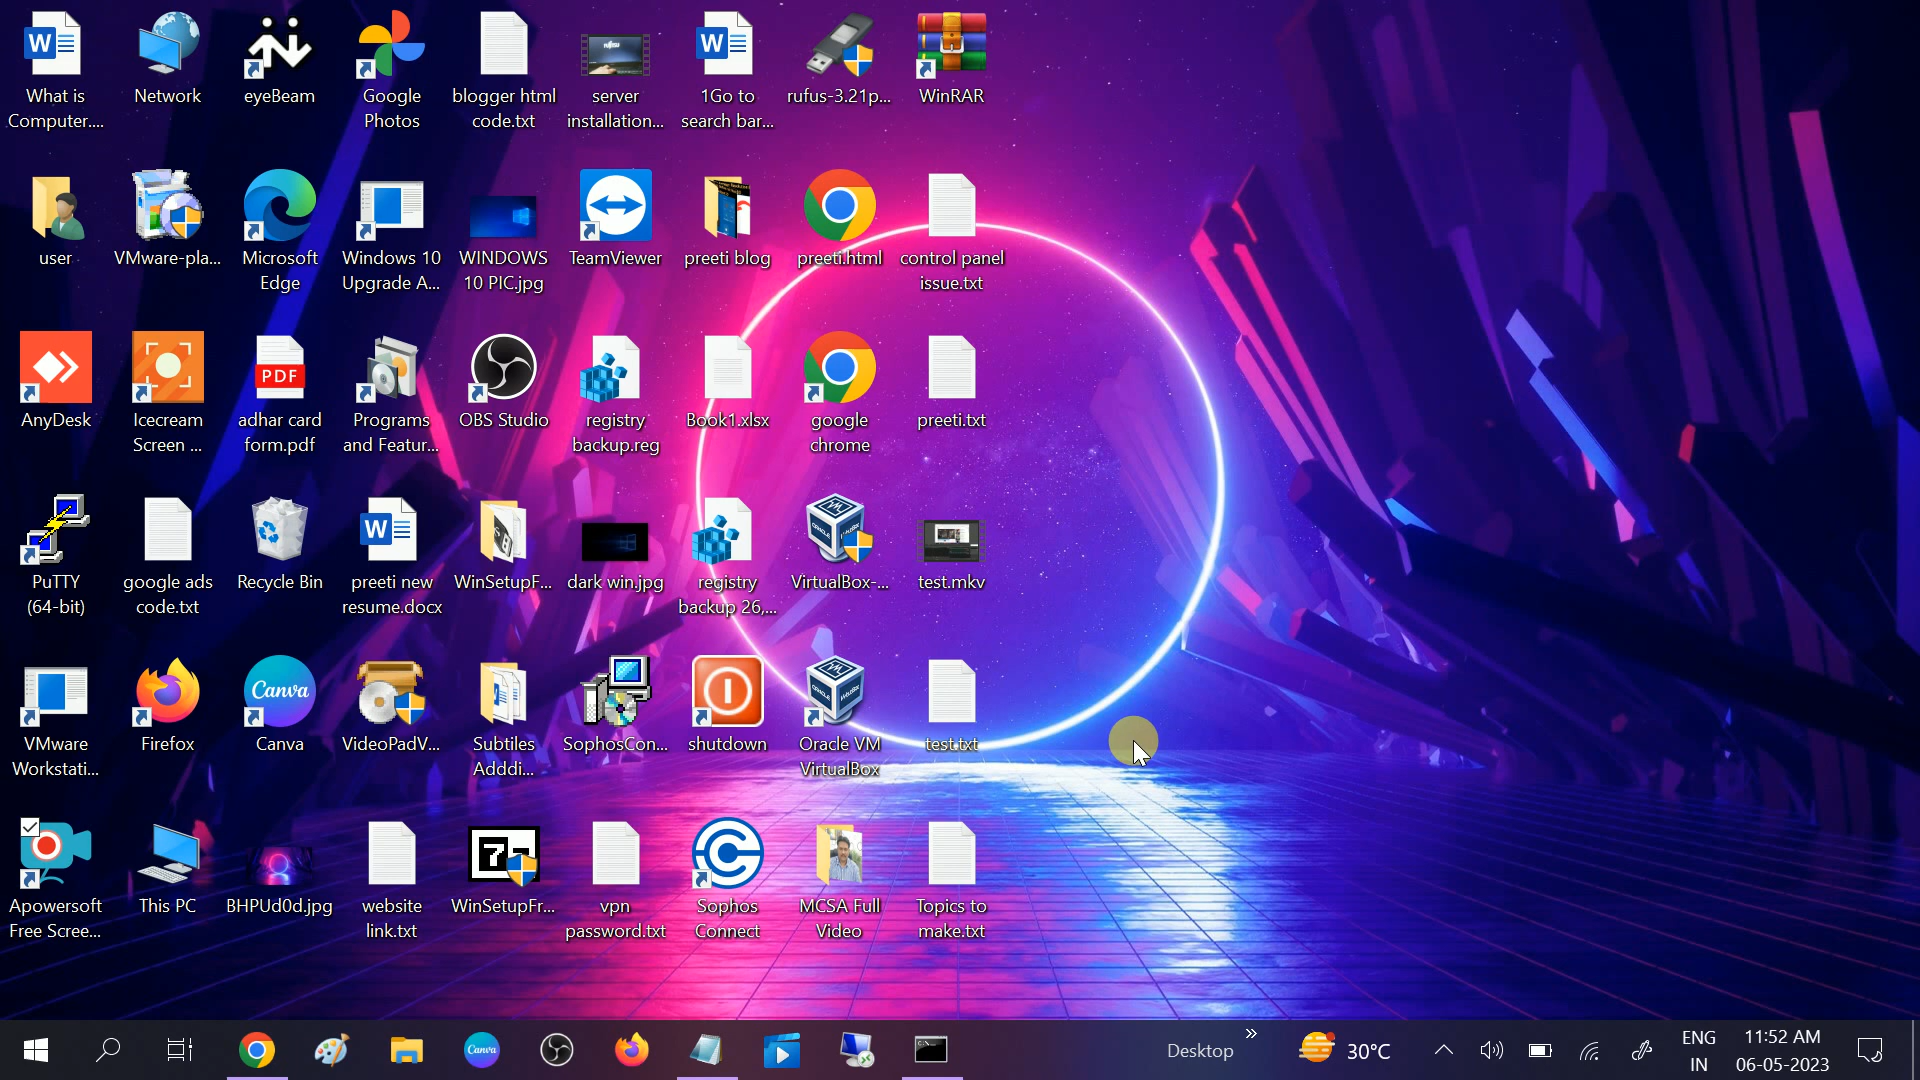 What is
Computer....
Network
eyeBeam
Google
Photos
blogger html
code.txt
server
installation...
1Go to
search bar...
rufus-3.21p...
WinRAR
user
VMware-pla...
Microsoft
Edge
Windows 10
Upgrade A...
WINDOWS
10 PIC.jpg
TeamViewer
preeti blog
preeti.html
control panel
issue.txt
AnyDesk
Icecream
Screen ...
PDF
adhar card
form.pdf
Programs
and Featur...
OBS Studio
registry
backup.reg
Book1.xlsx
google
chrome
preeti.txt
PuTTY
(64-bit)
google ads
code.txt
Recycle Bin
preeti new
resume.docx
WinSetupF...
dark win.jpg
registry
backup 26,...
VirtualBox-...
test.mkv
VMware
Workstati...
Firefox
Canva
Canva
VideoPadV...
Subtiles
Adddi...
SophosCon...
shutdown
Oracle VM
VirtualBox
test.txt
Apowersoft
Free Scree...
This PC
BHPUd0d.jpg
website
link.txt
WinSetupFr...
vpn
password.txt
Sophos
Connect
MCSA Full
Video
Topics to
make.txt
Canva
Desktop
30°C
ENG
IN
11:52 AM
06-05-2023